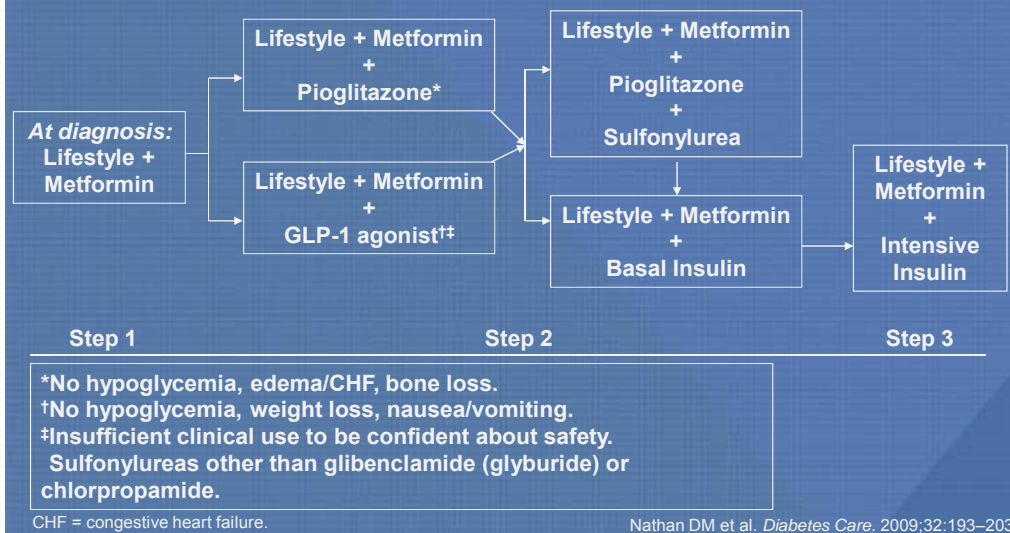 At diagnosis:
Lifestyle +
Metformin
Lifestyle + Metformin
+
Pioglitazone*
Lifestyle + Metformin
+
GLP-1 agonist†‡
Lifestyle + Metformin
+
Pioglitazone
+
Sulfonylurea
Lifestyle + Metformin
+
Basal Insulin
Lifestyle +
Metformin
+
Intensive
Insulin
Step 1
Step 2
Step 3
*No hypoglycemia, edema/CHF, bone loss.
†No hypoglycemia, weight loss, nausea/vomiting.
‡Insufficient clinical use to be confident about safety.
Sulfonylureas other than glibenclamide (glyburide) or
chlorpropamide.
CHF = congestive heart failure.
Nathan DM et al. Diabetes Care. 2009;32:193–203